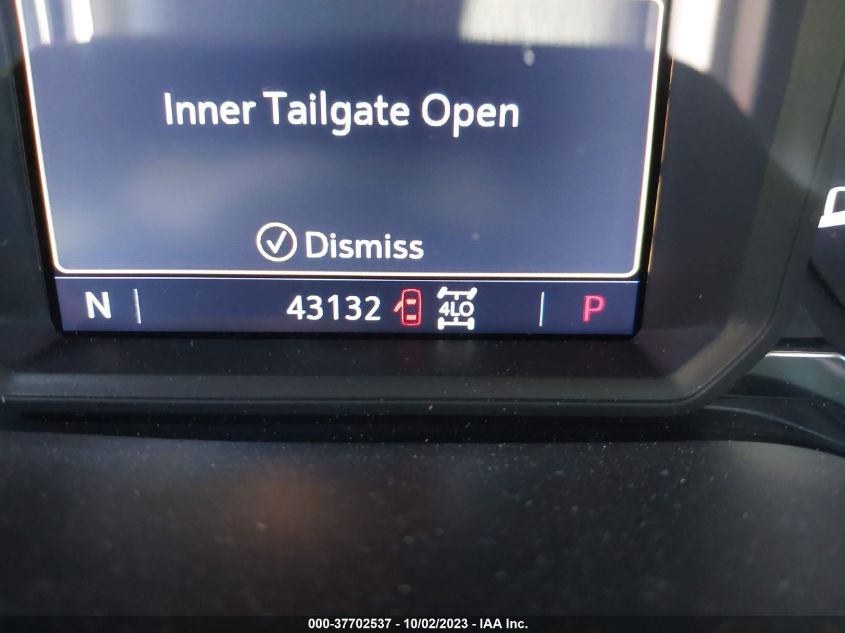 Inner Tailgate Open
Dismiss
N 43132 4LO P
000-37702537 - 10/02/2023 - IAA Inc.